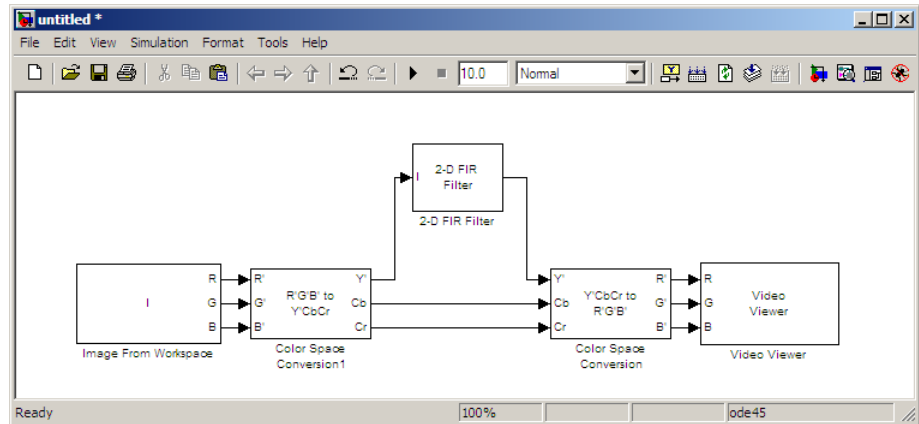 untitled *
File Edit View Simulation Format Tools Help
10.0 Normal
2-D FIR
Filter
I
2-D FIR Filter
I
R
G
B
Image From Workspace
R'
G'
B'
R'G'B' to
Y'CbCr
Y'
Cb
Cr
Color Space
Conversion1
Y'
Cb
Cr
Y'CbCr to
R'G'B'
R'
G'
B'
Color Space
Conversion
R
G
B
Video
Viewer
Video Viewer
Ready 100% ode45